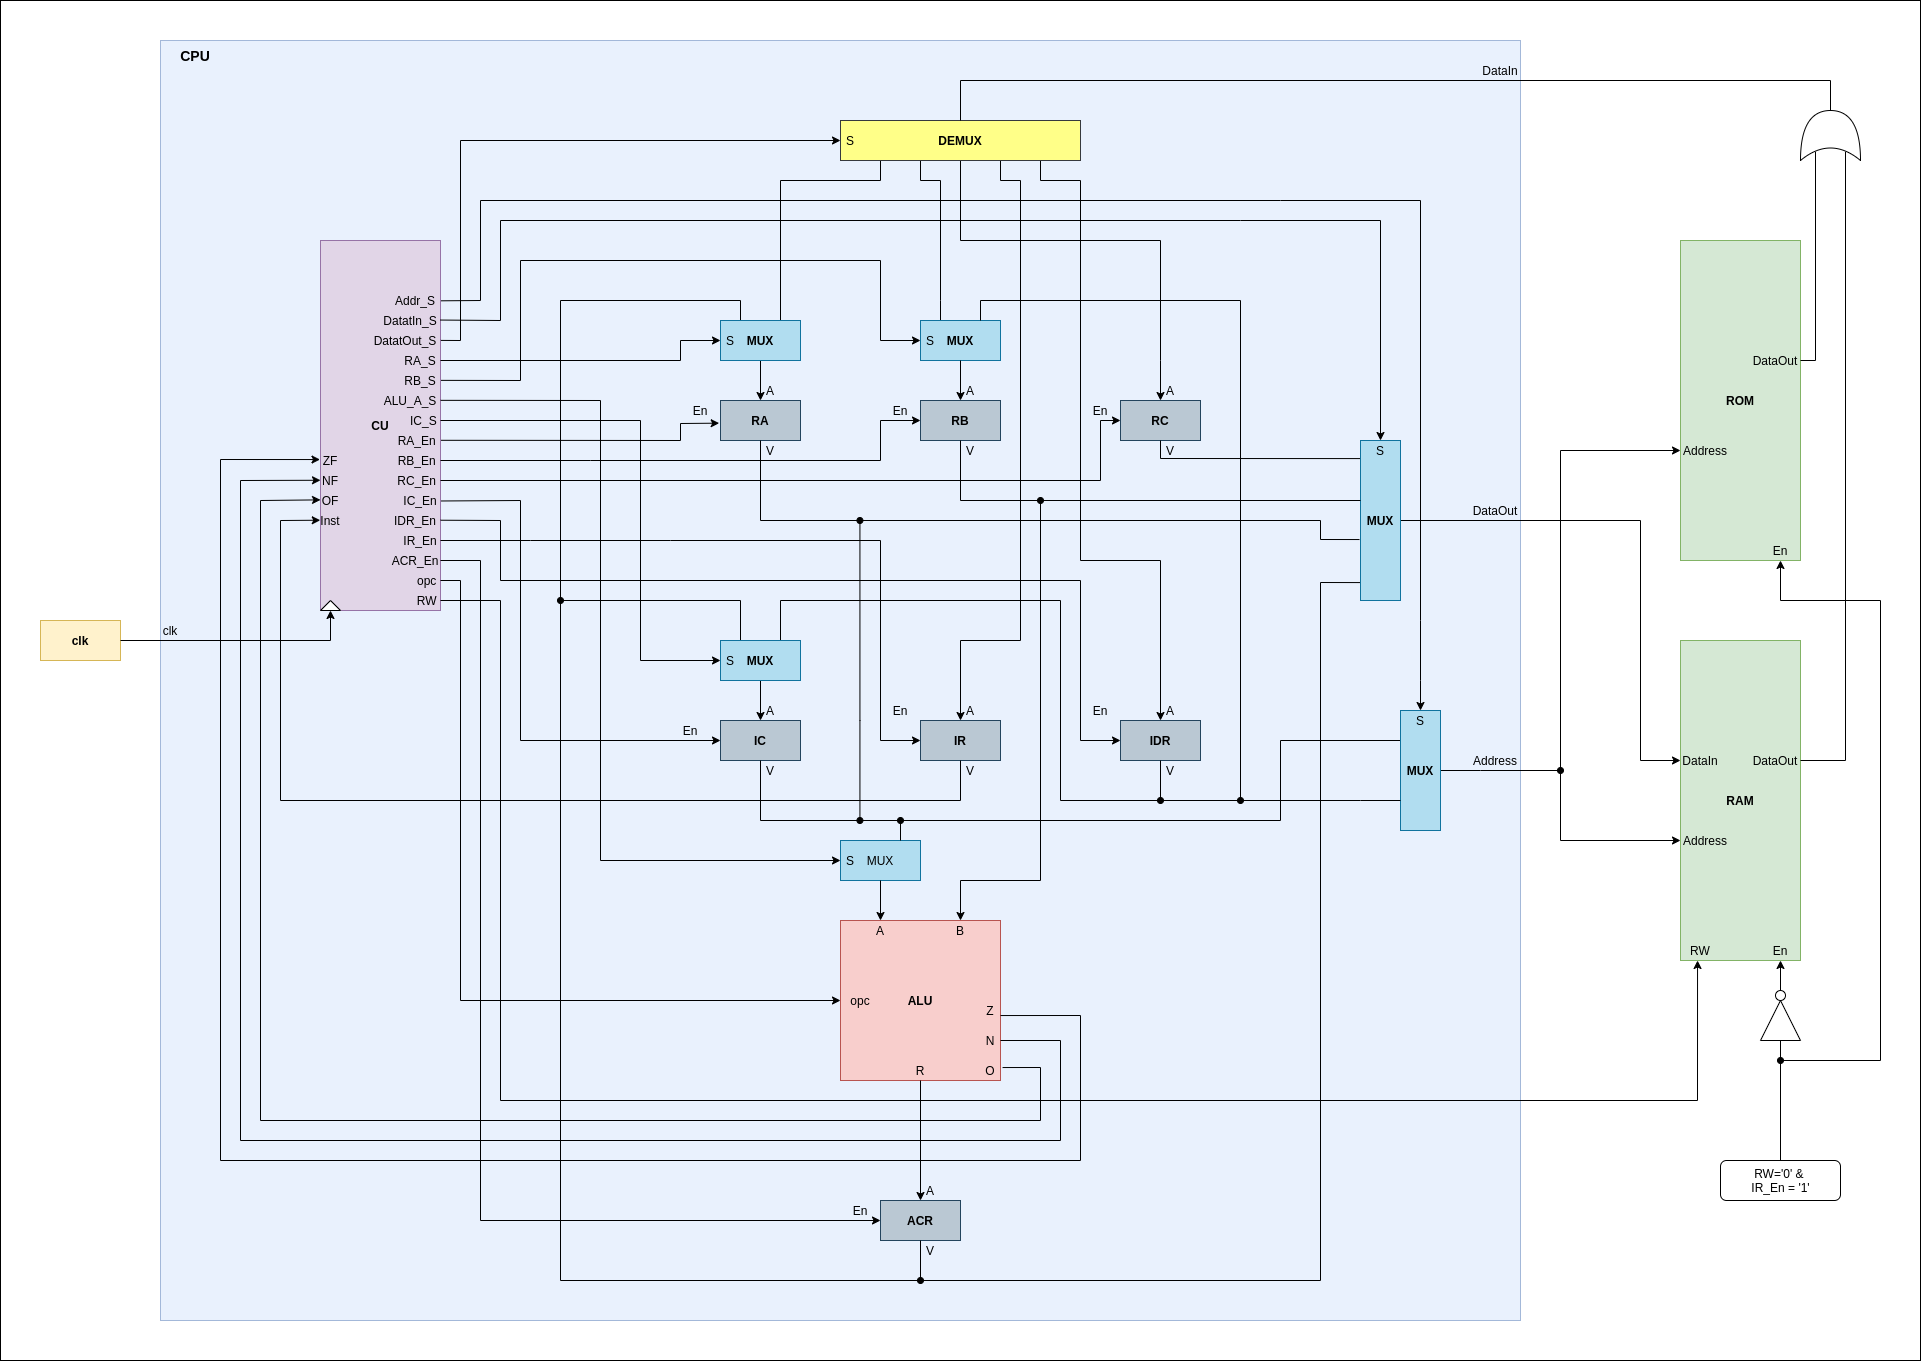 CPU
DataIn
S DEMUX
Addr_S
DatatIn_S
DatatOut_S
RA_S
RB_S
ALU_A_S
IC_S
CU
RA_En
ZF RB_En
NF RC_En
OF IC_En
Inst IDR_En
IR_En
ACR_En
opc
RW
clk
clk
S MUX
A
En
RA
V
S MUX
A
En
RB
V
A
En
RC
V
S
MUX
DataOut
S MUX
A
En
IC
V
A
En
IR
V
A
En
IDR
V
S
MUX
Address
S MUX
A B
opc ALU
Z
N
R O
A
En
ACR
V
DataOut
ROM
Address
En
DataIn DataOut
RAM
Address
RW En
RW='0' &
IR_En = '1'